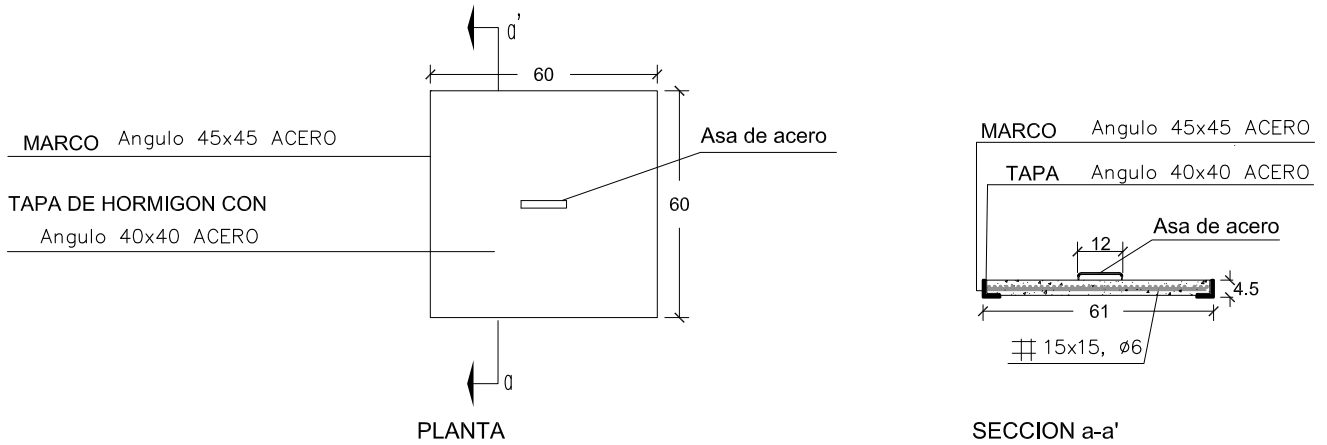 a'
60
MARCO Angulo 45x45 ACERO
Asa de acero
TAPA DE HORMIGON CON
Angulo 40x40 ACERO
60
a
PLANTA
MARCO Angulo 45x45 ACERO
TAPA Angulo 40x40 ACERO
Asa de acero
12
4.5
61
15x15, ø6
SECCION a-a'